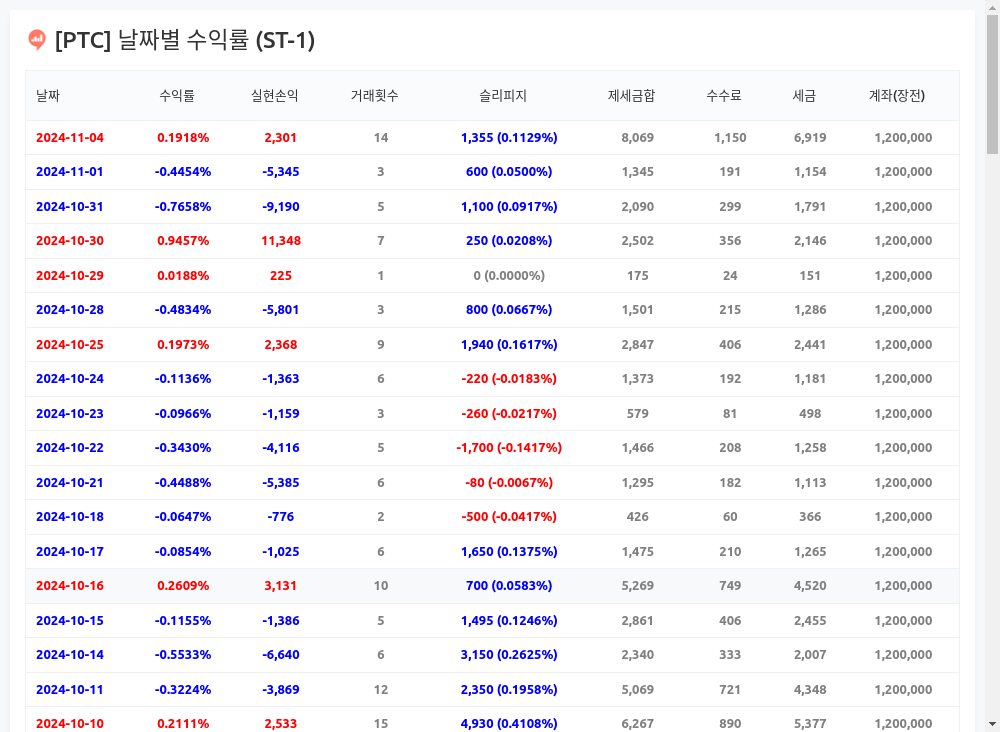 [PTC] 날짜별 수익률 (ST-1)
날짜 수익률 실현손익 거래횟수 슬리피지 제세금합 수수료 세금 계좌(장전)
2024-11-04 0.1918% 2,301 14 1,355 (0.1129%) 8,069 1,150 6,919 1,200,000
2024-11-01 -0.4454% -5,345 3 600 (0.0500%) 1,345 191 1,154 1,200,000
2024-10-31 -0.7658% -9,190 5 1,100 (0.0917%) 2,090 299 1,791 1,200,000
2024-10-30 0.9457% 11,348 7 250 (0.0208%) 2,502 356 2,146 1,200,000
2024-10-29 0.0188% 225 1 0 (0.0000%) 175 24 151 1,200,000
2024-10-28 -0.4834% -5,801 3 800 (0.0667%) 1,501 215 1,286 1,200,000
2024-10-25 0.1973% 2,368 9 1,940 (0.1617%) 2,847 406 2,441 1,200,000
2024-10-24 -0.1136% -1,363 6 -220 (-0.0183%) 1,373 192 1,181 1,200,000
2024-10-23 -0.0966% -1,159 3 -260 (-0.0217%) 579 81 498 1,200,000
2024-10-22 -0.3430% -4,116 5 -1,700 (-0.1417%) 1,466 208 1,258 1,200,000
2024-10-21 -0.4488% -5,385 6 -80 (-0.0067%) 1,295 182 1,113 1,200,000
2024-10-18 -0.0647% -776 2 -500 (-0.0417%) 426 60 366 1,200,000
2024-10-17 -0.0854% -1,025 6 1,650 (0.1375%) 1,475 210 1,265 1,200,000
2024-10-16 0.2609% 3,131 10 700 (0.0583%) 5,269 749 4,520 1,200,000
2024-10-15 -0.1155% -1,386 5 1,495 (0.1246%) 2,861 406 2,455 1,200,000
2024-10-14 -0.5533% -6,640 6 3,150 (0.2625%) 2,340 333 2,007 1,200,000
2024-10-11 -0.3224% -3,869 12 2,350 (0.1958%) 5,069 721 4,348 1,200,000
2024-10-10 0.2111% 2,533 15 4,930 (0.4108%) 6,267 890 5,377 1,200,000